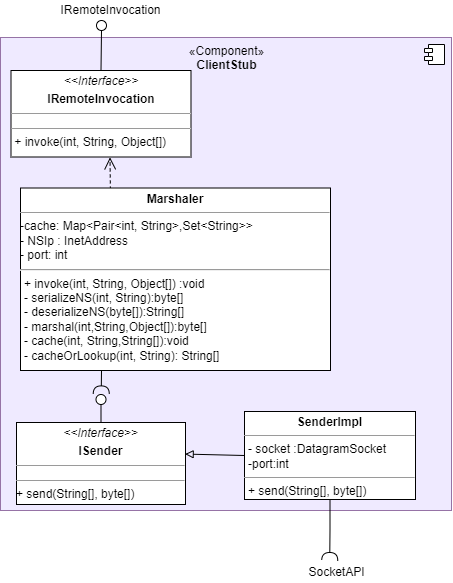 IRemoteInvocation
«Component»
ClientStub
<<Interface>>
IRemoteInvocation
+ invoke(int, String, Object[])
Marshaler
-cache: Map<Pair<int, String>,Set<String>>
- NSIp : InetAddress
- port: int
+ invoke(int, String, Object[]) :void
- serializeNS(int, String):byte[]
- deserializeNS(byte[]):String[]
- marshal(int,String,Object[]):byte[]
- cache(int, String,String[]):void
- cacheOrLookup(int, String): String[]
<<Interface>>
ISender
+ send(String[], byte[])
SenderImpl
- socket :DatagramSocket
-port:int
+ send(String[], byte[])
SocketAPI